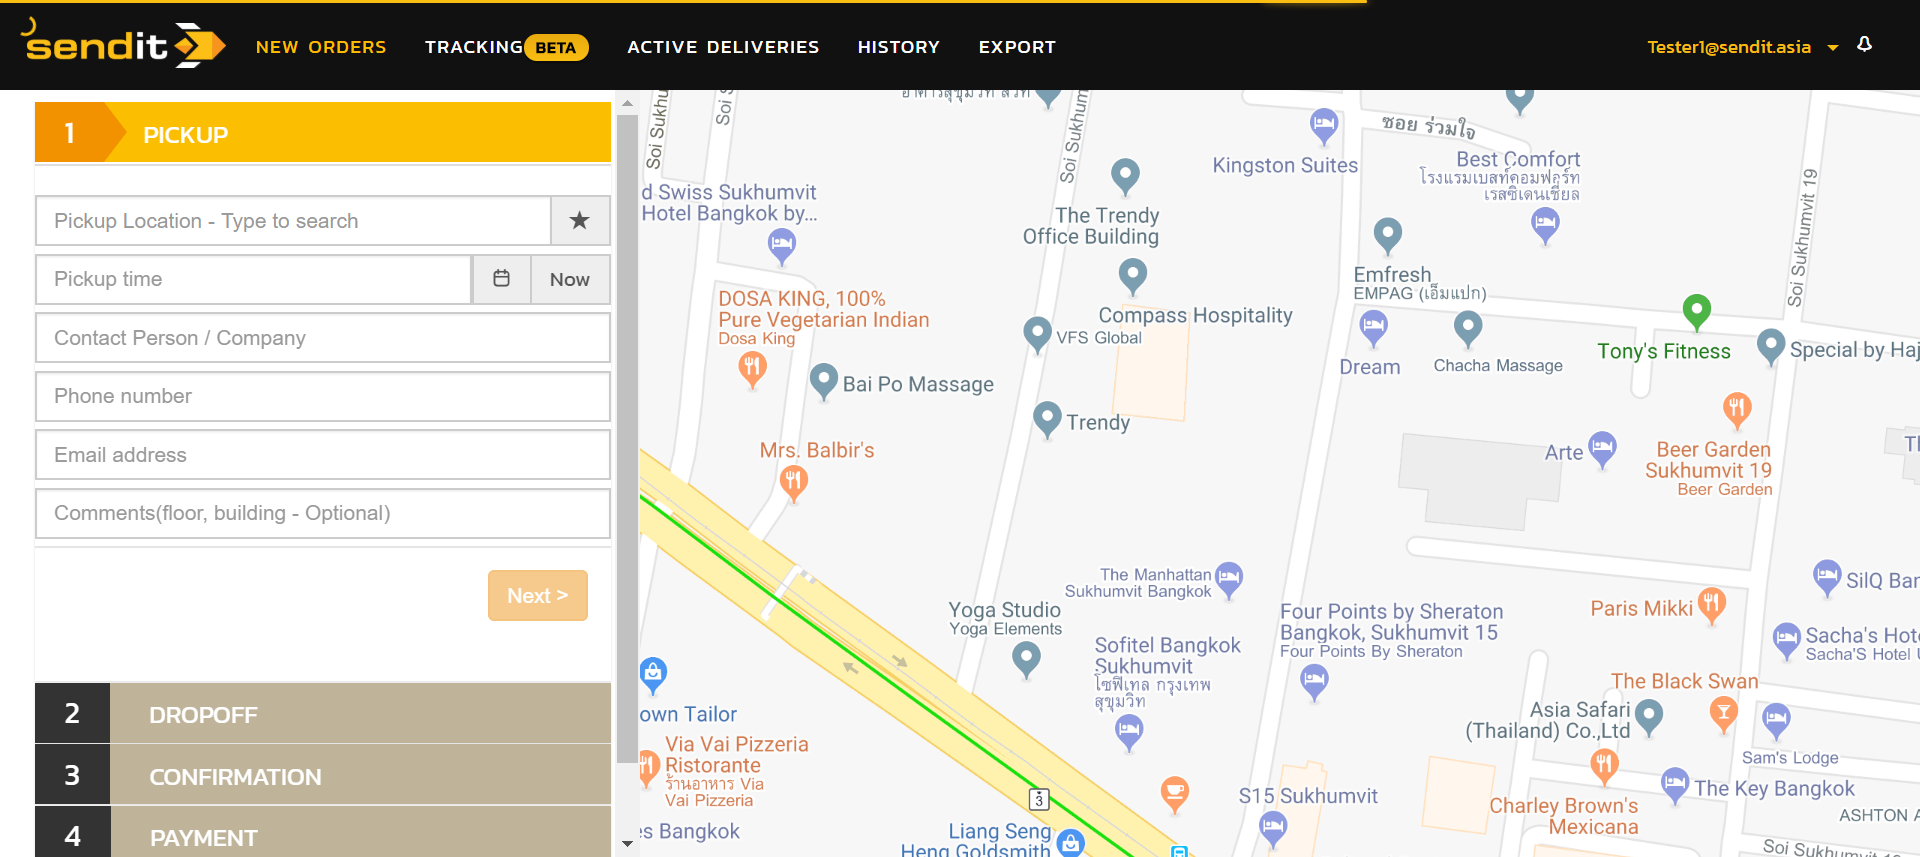 sendit
NEW ORDERS
TRACKING BETA
ACTIVE DELIVERIES
HISTORY
EXPORT
Tester1@sendit.asia
1 PICKUP
Pickup Location - Type to search
Pickup time
Now
Contact Person / Company
Phone number
Email address
Comments(floor, building - Optional)
Next >
2 DROPOFF
3 CONFIRMATION
4 PAYMENT
Soi Sukhu
Soi S
Soi Sukhum
ซอย ร่วมใจ
Kingston Suites
Best Comfort
โรงแรมเบสท์คอมฟอร์ท
เรสซิเดนเชียล
d Swiss Sukhumvit
Hotel Bangkok by...
The Trendy
Office Building
Soi Sukhumvit 19
Emfresh
EMPAG (เอ็มแปก)
DOSA KING, 100%
Pure Vegetarian Indian
Dosa King
Compass Hospitality
VFS Global
Dream
Chacha Massage
Tony's Fitness
Special by Haj
Bai Po Massage
Trendy
Mrs. Balbir's
Arte
Beer Garden
Sukhumvit 19
Beer Garden
Th
The Manhattan
Sukhumvit Bangkok
SilQ Ban
Yoga Studio
Yoga Elements
Four Points by Sheraton
Bangkok, Sukhumvit 15
Four Points By Sheraton
Paris Mikki
Sofitel Bangkok
Sukhumvit
โซฟิเทล กรุงเทพ
สุขุมวิท
Sacha's Hote
Sacha'S Hotel U
The Black Swan
Asia Safari
(Thailand) Co.,Ltd
own Tailor
Via Vai Pizzeria
Ristorante
ร้านอาหาร Via
Vai Pizzeria
Sam's Lodge
The Key Bangkok
3
S15 Sukhumvit
Charley Brown's
Mexicana
ASHTON A
es Bangkok
Liang Seng
Heng Goldsmith
Soi Sukhumvit 19